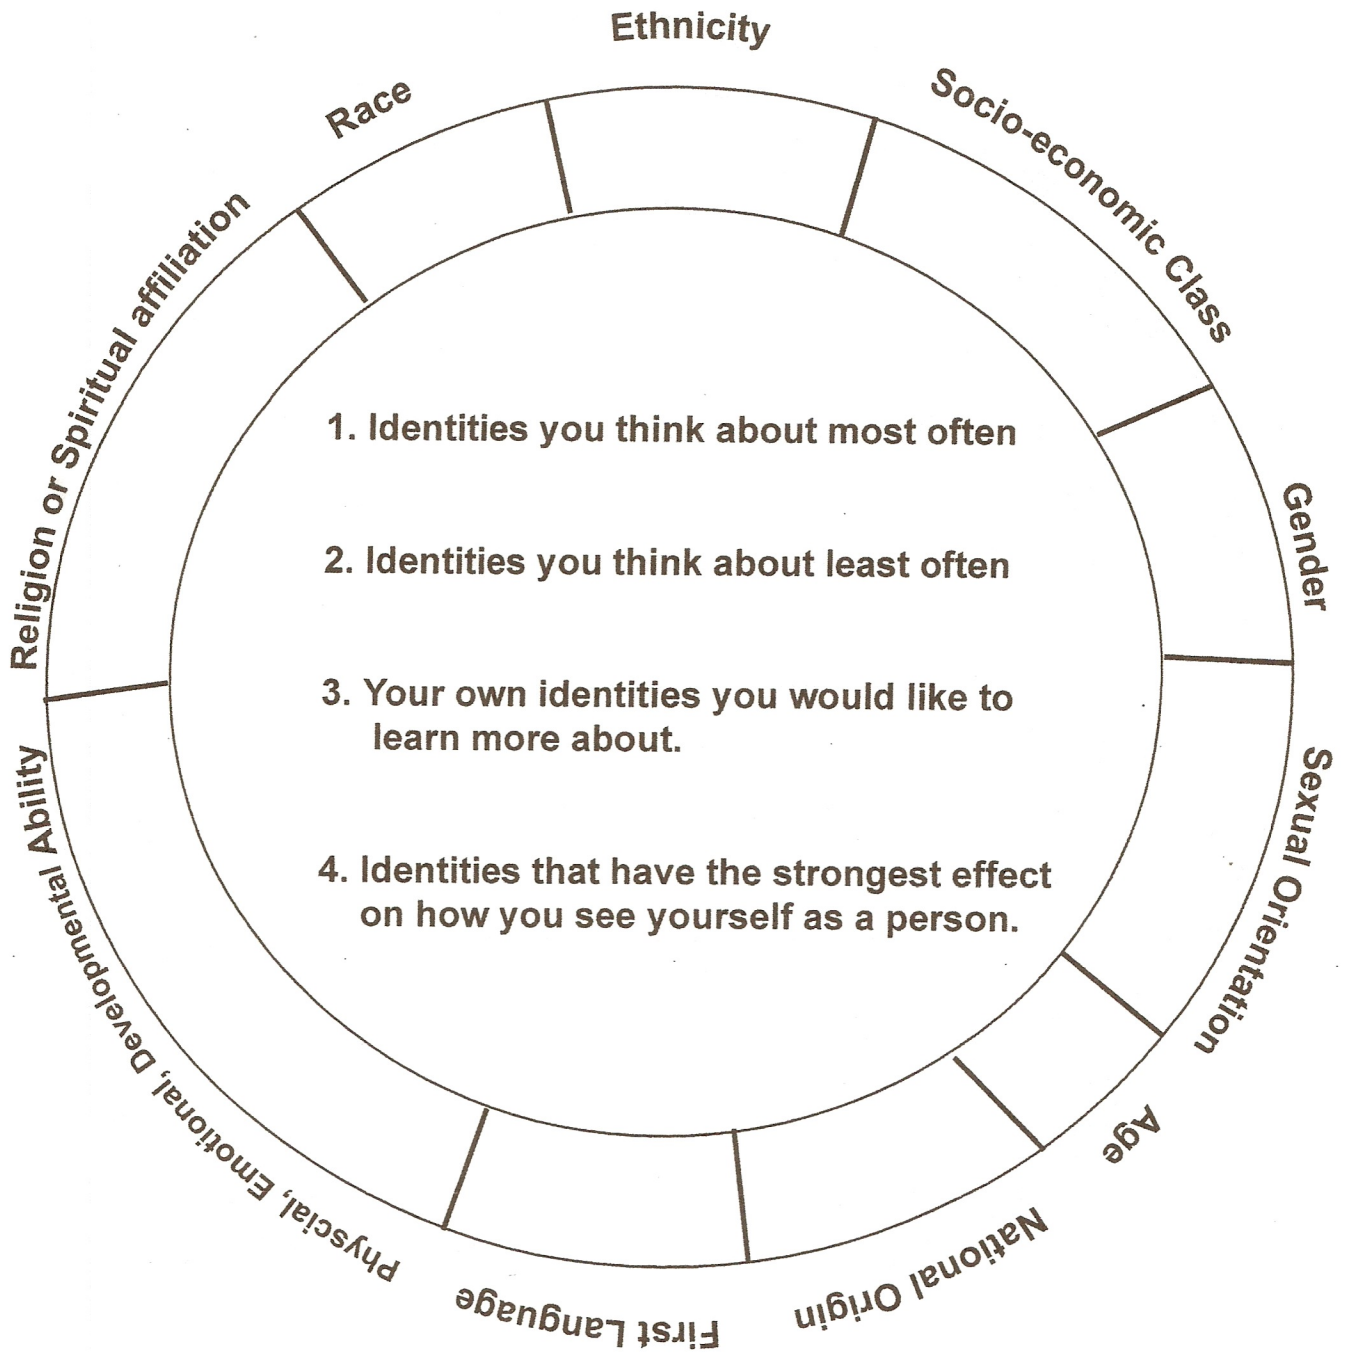 Ethnicity
Socio-economic Class
Gender
Sexual Orientation
Age
National Origin
First Language
Physcial, Emotional, Developmental Ability
Religion or Spiritual affiliation
Race
1. Identities you think about most often
2. Identities you think about least often
3. Your own identities you would like to
learn more about.
4. Identities that have the strongest effect
on how you see yourself as a person.